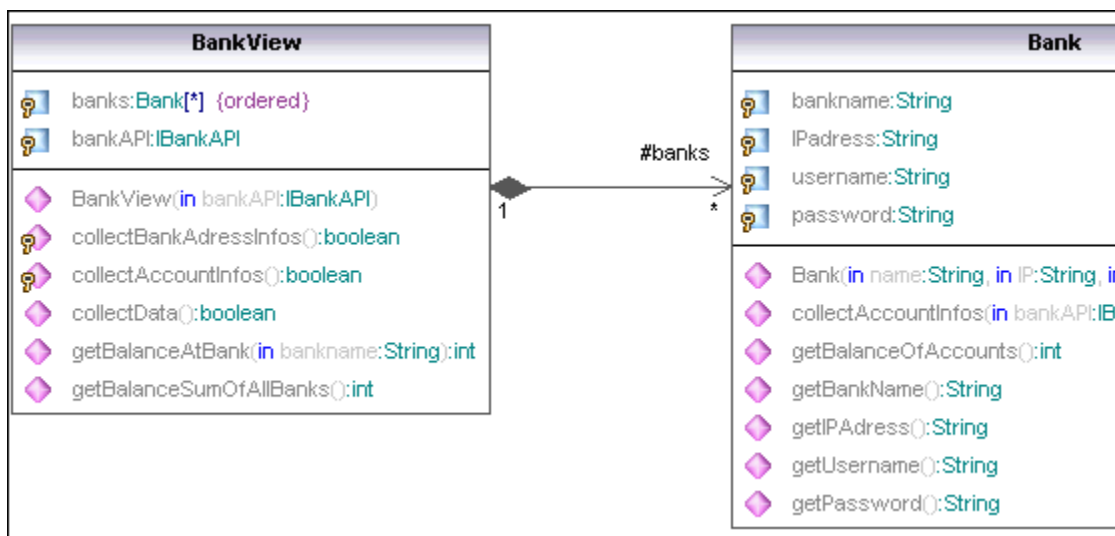 BankView
banks:Bank[*] {ordered}
bankAPI:IBankAPI
BankView(in bankAPI:IBankAPI)
collectBankAdressInfos():boolean
collectAccountInfos():boolean
collectData():boolean
getBalanceAtBank(in bankname:String):int
getBalanceSumOfAllBanks():int
#banks
1
*
Bank
bankname:String
IPadress:String
username:String
password:String
Bank(in name:String, in IP:String, in
collectAccountInfos(in bankAPI:IB
getBalanceOfAccounts():int
getBankName():String
getIPAdress():String
getUsername():String
getPassword():String